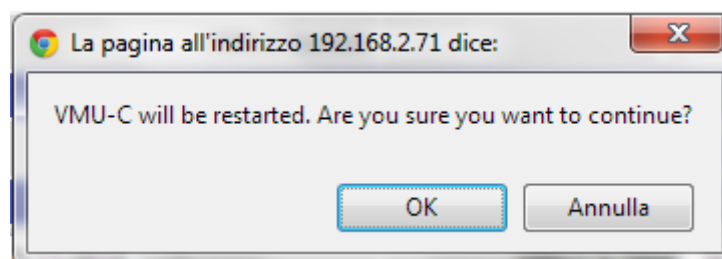 La pagina all'indirizzo 192.168.2.71 dice:
VMU-C will be restarted. Are you sure you want to continue?
OK
Annulla